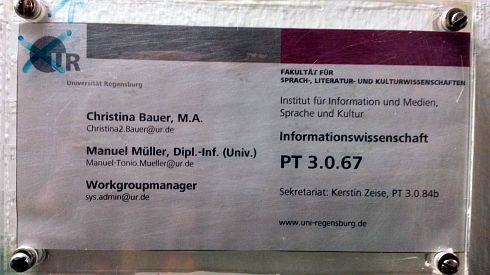 UR
Universität Regensburg
Christina Bauer, M.A.
Christina2.Bauer@ur.de
Manuel Müller, Dipl.-Inf. (Univ.)
Manuel-Tonio.Mueller@ur.de
Workgroupmanager
sys.admin@ur.de
FAKULTÄT FÜR
SPRACH-, LITERATUR- UND KULTURWISSENSCHAFTEN
Institut für Information und Medien,
Sprache und Kultur
Informationswissenschaft
PT 3.0.67
Sekretariat: Kerstin Zeise, PT 3.0.84b
www.uni-regensburg.de